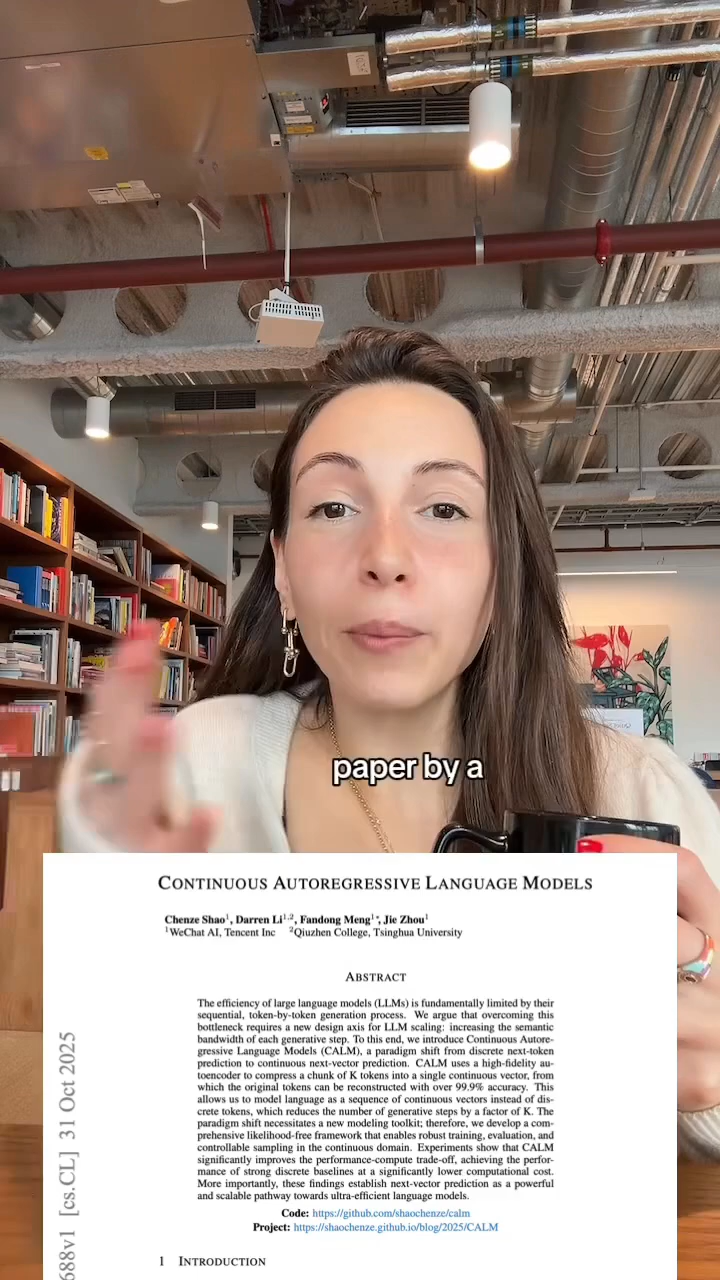 paper by a
CONTINUOUS AUTOREGRESSIVE LANGUAGE MODELS
Chenze Shao¹, Darren Li¹,², Fandong Meng¹*, Jie Zhou¹
¹WeChat AI, Tencent Inc ²Qiuzhen College, Tsinghua University
ABSTRACT
The efficiency of large language models (LLMs) is fundamentally limited by their
sequential, token-by-token generation process. We argue that overcoming this
bottleneck requires a new design axis for LLM scaling: increasing the semantic
bandwidth of each generative step. To this end, we introduce Continuous Autore-
gressive Language Models (CALM), a paradigm shift from discrete next-token
prediction to continuous next-vector prediction. CALM uses a high-fidelity au-
toencoder to compress a chunk of K tokens into a single continuous vector, from
which the original tokens can be reconstructed with over 99.9% accuracy. This
allows us to model language as a sequence of continuous vectors instead of dis-
crete tokens, which reduces the number of generative steps by a factor of K. The
paradigm shift necessitates a new modeling toolkit; therefore, we develop a com-
prehensive likelihood-free framework that enables robust training, evaluation, and
controllable sampling in the continuous domain. Experiments show that CALM
significantly improves the performance-compute trade-off, achieving the perfor-
mance of strong discrete baselines at a significantly lower computational cost.
More importantly, these findings establish next-vector prediction as a powerful
and scalable pathway towards ultra-efficient language models.
Code: https://github.com/shaochenze/calm
Project: https://shaochenze.github.io/blog/2025/CALM
1 INTRODUCTION
688v1 [cs.CL] 31 Oct 2025